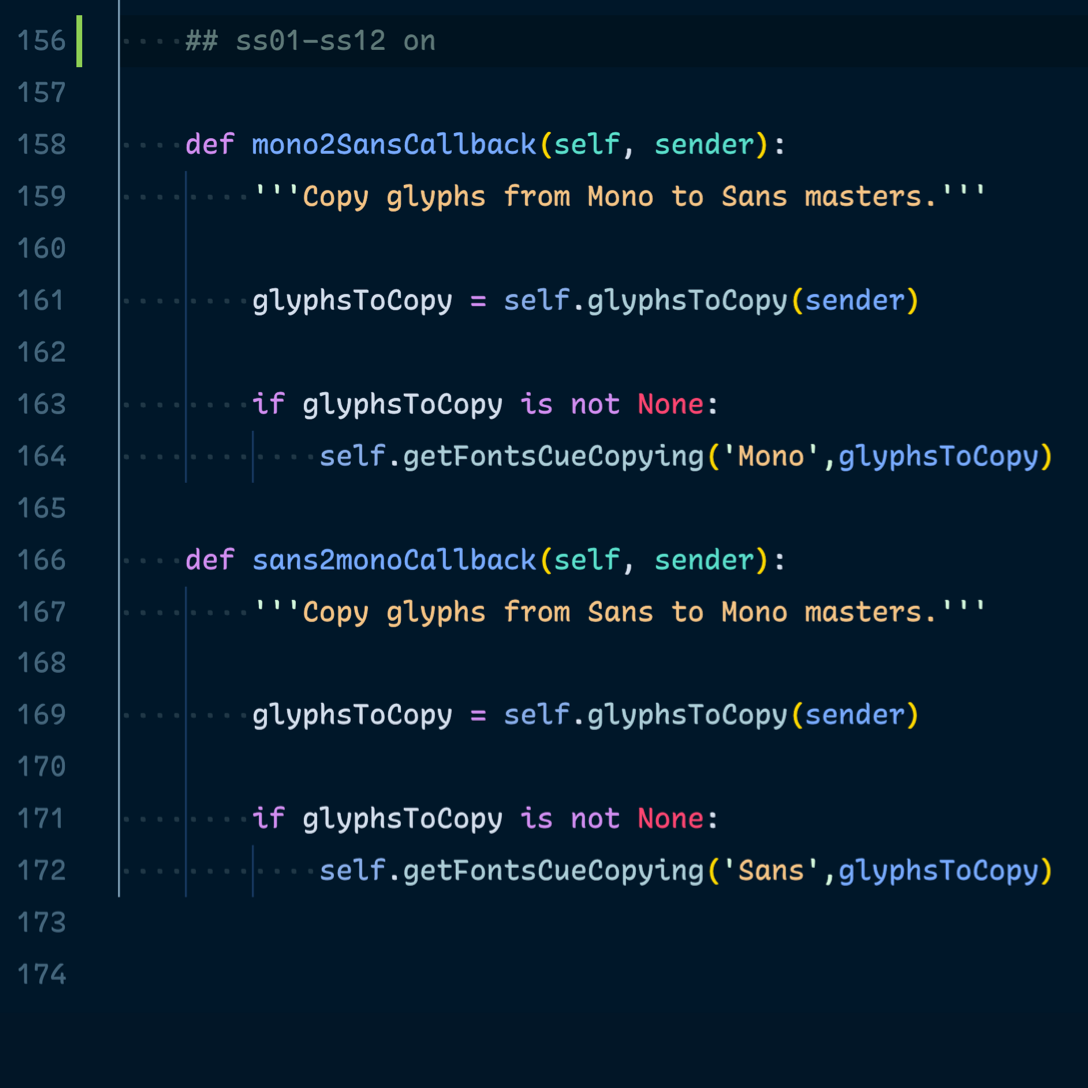 156 ## ss01-ss12 on
157
158 def mono2SansCallback(self, sender):
159 '''Copy glyphs from Mono to Sans masters.'''
160
161 glyphsToCopy = self.glyphsToCopy(sender)
162
163 if glyphsToCopy is not None:
164 self.getFontsCueCopying('Mono',glyphsToCopy)
165
166 def sans2monoCallback(self, sender):
167 '''Copy glyphs from Sans to Mono masters.'''
168
169 glyphsToCopy = self.glyphsToCopy(sender)
170
171 if glyphsToCopy is not None:
172 self.getFontsCueCopying('Sans',glyphsToCopy)
173
174